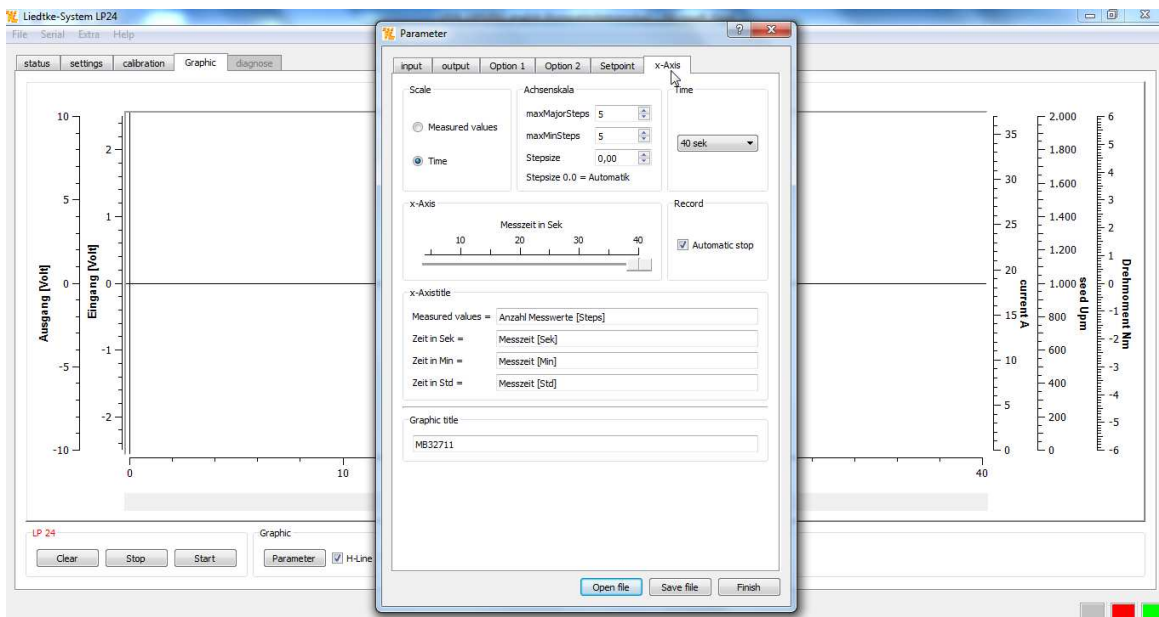 Liedtke-System LP24
File Serial Extra Help
status settings calibration Graphic diagnose
Ausgang [Volt]
10
5
0
-5
-10
Eingang [Volt]
2
1
0
-1
-2
0 10 40
current A
35
30
25
20
15
10
5
0
seed Upm
2.000
1.800
1.600
1.400
1.200
1.000
800
600
400
200
0
Drehmoment Nm
6
5
4
3
2
1
0
-1
-2
-3
-4
-5
-6
LP 24
Clear Stop Start
Graphic
Parameter H-Line
Parameter
input output Option 1 Option 2 Setpoint x-Axis
Scale
Measured values
Time
Achsenskala
maxMajorSteps 5
maxMinSteps 5
Stepsize 0,00
Stepsize 0.0 = Automatik
Time
40 sek
x-Axis
Messzeit in Sek
10 20 30 40
Record
Automatic stop
x-Axistitle
Measured values = Anzahl Messwerte [Steps]
Zeit in Sek = Messzeit [Sek]
Zeit in Min = Messzeit [Min]
Zeit in Std = Messzeit [Std]
Graphic title
MB32711
Open file Save fiile Finish